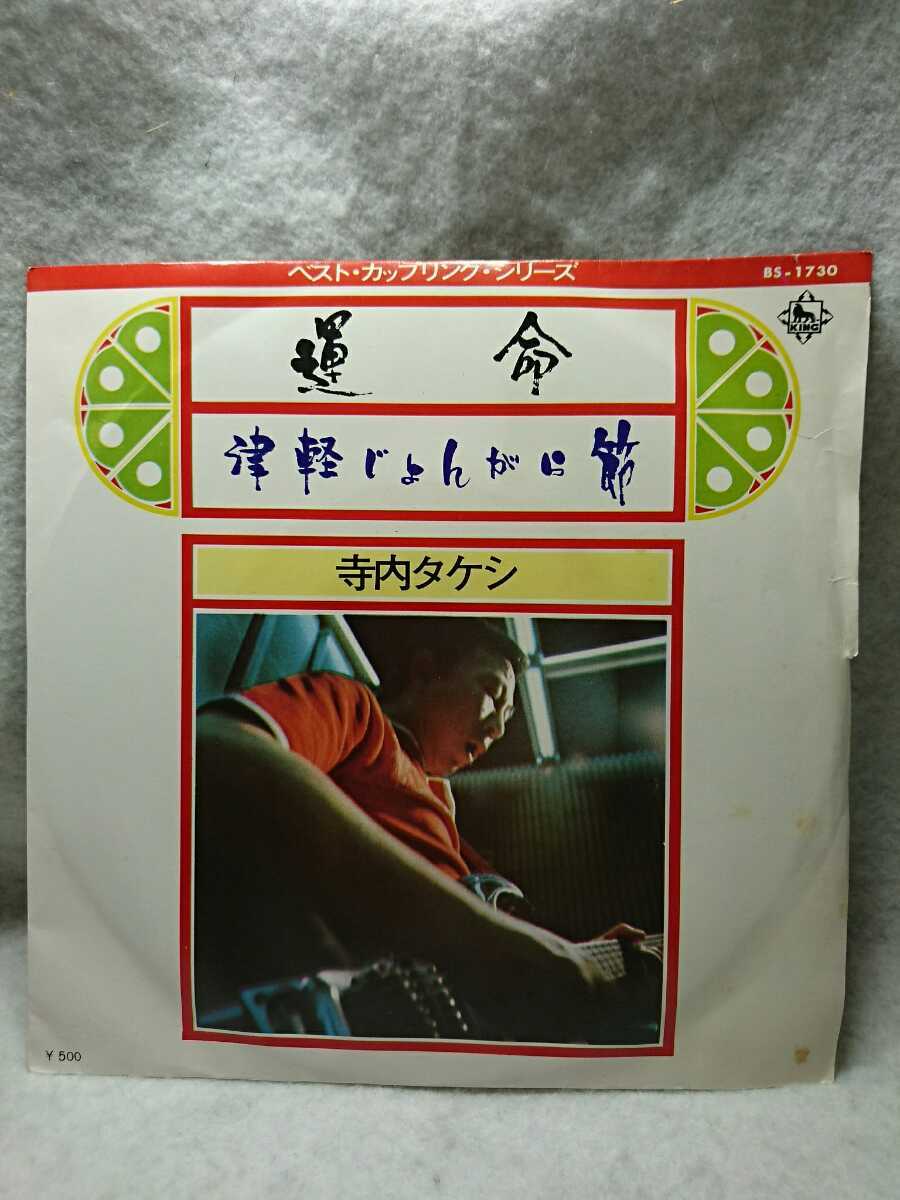 ベスト・カップリング・シリーズ
BS-1730
KING
運命
津軽じょんがら節
寺内タケシ
¥500